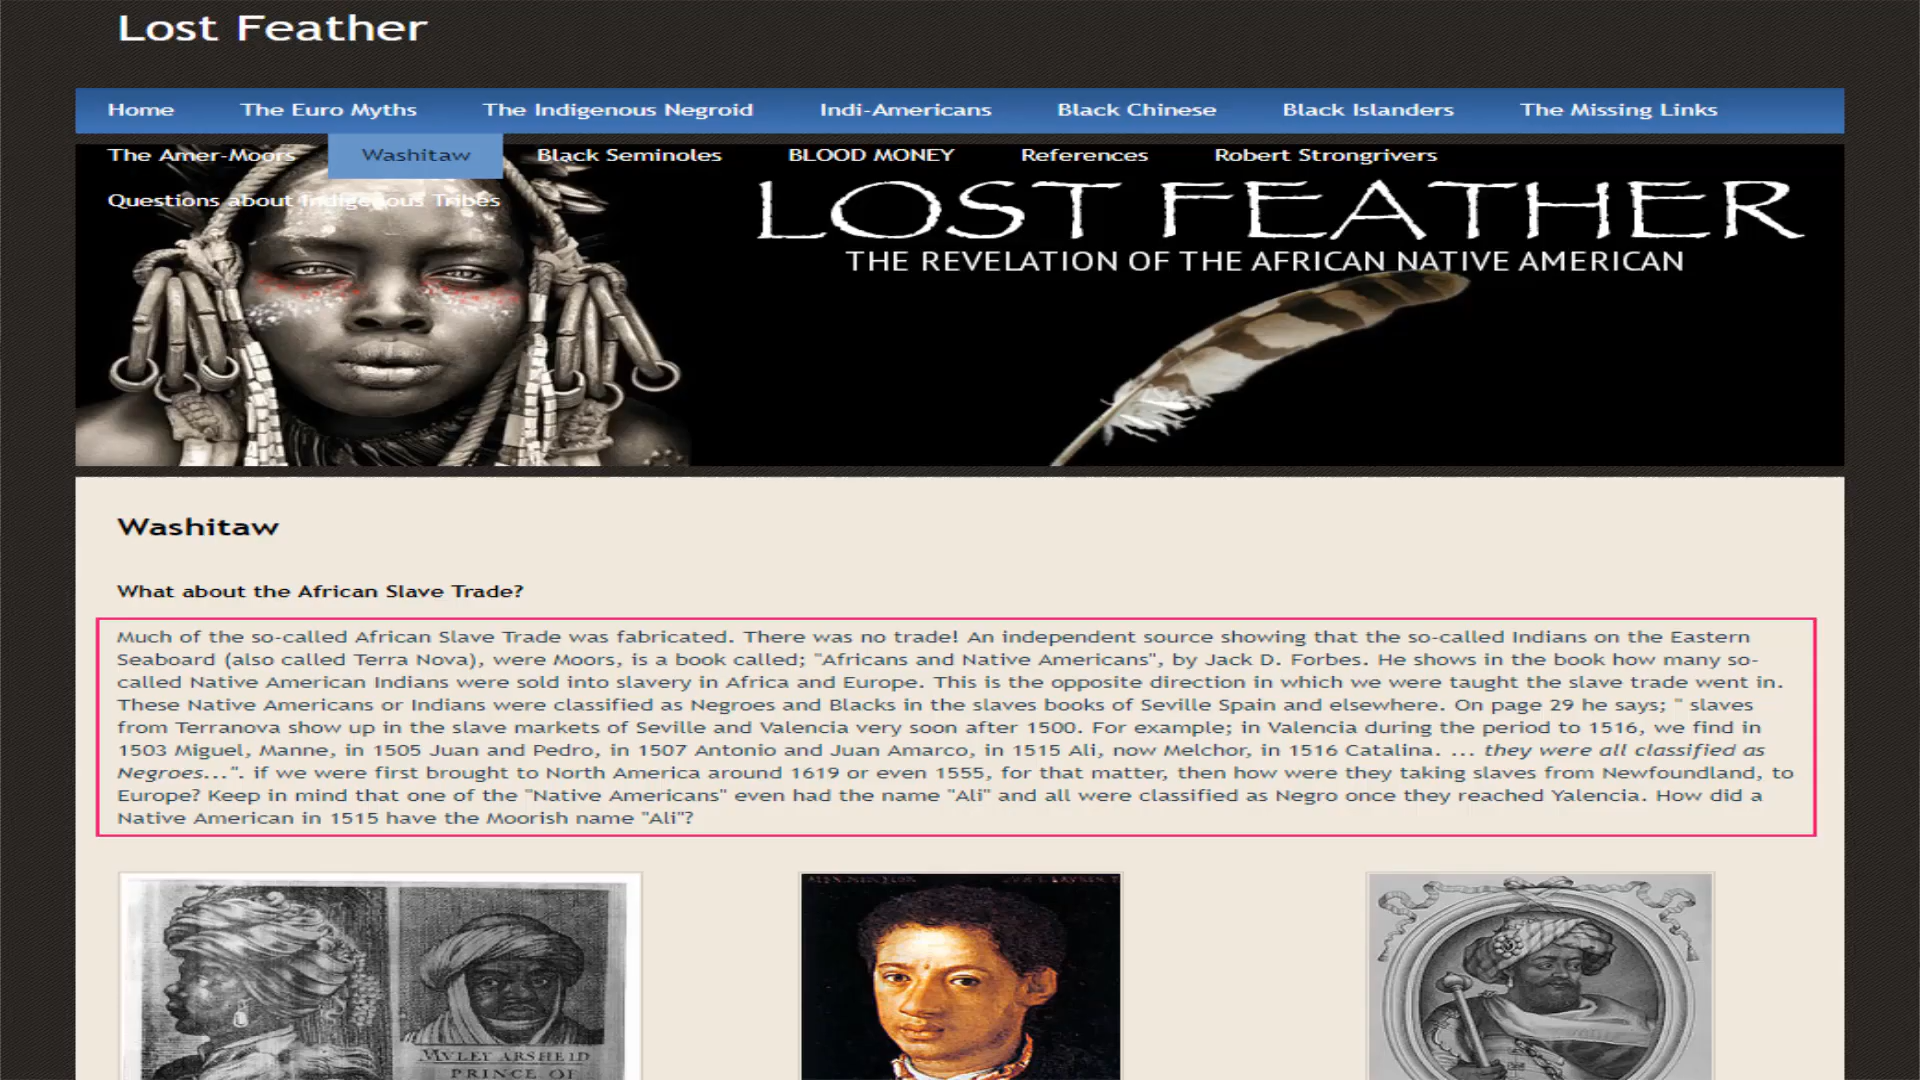 Lost Feather
Home The Euro Myths The Indigenous Negroid Indi-Americans Black Chinese Black Islanders The Missing Links
The Amer-Moors Washitaw Black Seminoles BLOOD MONEY References Robert Strongrivers
Questions about Indigenous Tribes
LOST FEATHER
THE REVELATION OF THE AFRICAN NATIVE AMERICAN
Washitaw
What about the African Slave Trade?
Much of the so-called African Slave Trade was fabricated. There was no trade! An independent source showing that the so-called Indians on the Eastern
Seaboard (also called Terra Nova), were Moors, is a book called; "Africans and Native Americans", by Jack D. Forbes. He shows in the book how many so-
called Native American Indians were sold into slavery in Africa and Europe. This is the opposite direction in which we were taught the slave trade went in.
These Native Americans or Indians were classified as Negroes and Blacks in the slaves books of Seville Spain and elsewhere. On page 29 he says; " slaves
from Terranova show up in the slave markets of Seville and Valencia very soon after 1500. For example; in Valencia during the period to 1516, we find in
1503 Miguel, Manne, in 1505 Juan and Pedro, in 1507 Antonio and Juan Amarco, in 1515 Ali, now Melchor, in 1516 Catalina. ... they were all classified as
Negroes...". if we were first brought to North America around 1619 or even 1555, for that matter, then how were they taking slaves from Newfoundland, to
Europe? Keep in mind that one of the "Native Americans" even had the name "Ali" and all were classified as Negro once they reached Yalencia. How did a
Native American in 1515 have the Moorish name "Ali"?
MVLEY ARSHEID
PRINCE OF